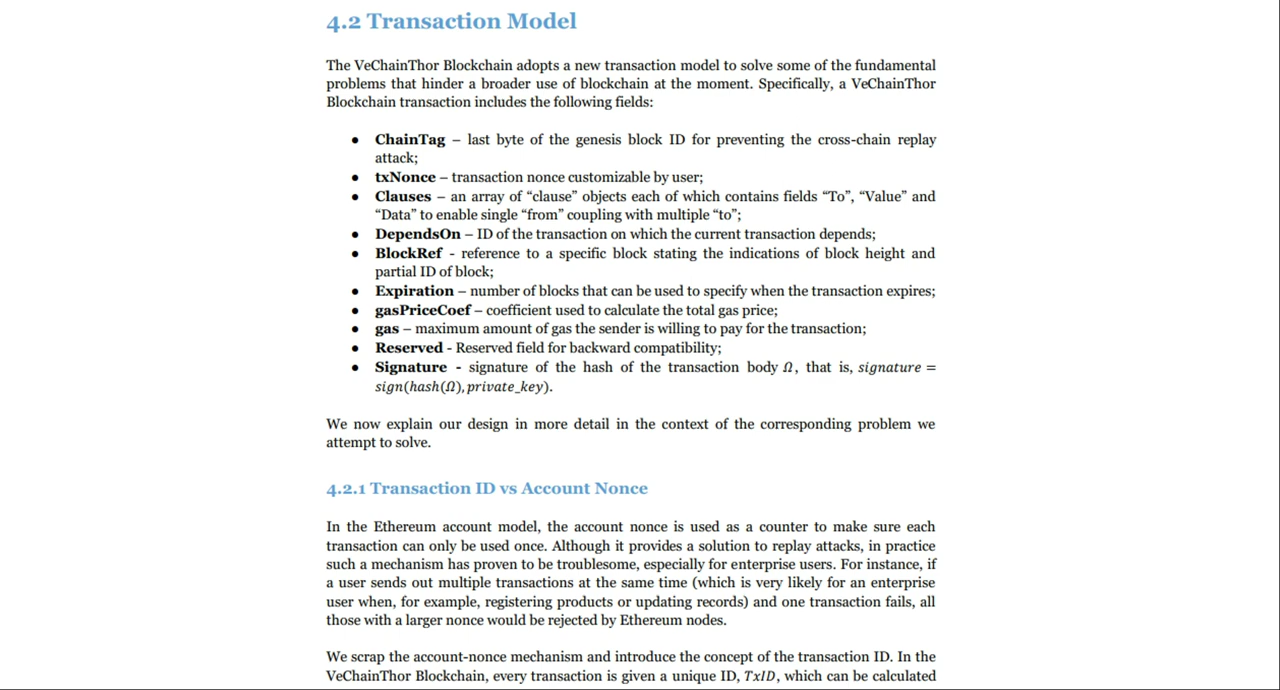 4.2 Transaction Model
The VeChainThor Blockchain adopts a new transaction model to solve some of the fundamental
problems that hinder a broader use of blockchain at the moment. Specifically, a VeChainThor
Blockchain transaction includes the following fields:
● ChainTag – last byte of the genesis block ID for preventing the cross-chain replay
attack;
● txNonce – transaction nonce customizable by user;
● Clauses – an array of “clause” objects each of which contains fields “To”, “Value” and
“Data” to enable single “from” coupling with multiple “to”;
● DependsOn – ID of the transaction on which the current transaction depends;
● BlockRef - reference to a specific block stating the indications of block height and
partial ID of block;
● Expiration – number of blocks that can be used to specify when the transaction expires;
● gasPriceCoef – coefficient used to calculate the total gas price;
● gas – maximum amount of gas the sender is willing to pay for the transaction;
● Reserved - Reserved field for backward compatibility;
● Signature - signature of the hash of the transaction body Ω, that is, signature =
sign(hash(Ω), private_key).
We now explain our design in more detail in the context of the corresponding problem we
attempt to solve.
4.2.1 Transaction ID vs Account Nonce
In the Ethereum account model, the account nonce is used as a counter to make sure each
transaction can only be used once. Although it provides a solution to replay attacks, in practice
such a mechanism has proven to be troublesome, especially for enterprise users. For instance, if
a user sends out multiple transactions at the same time (which is very likely for an enterprise
user when, for example, registering products or updating records) and one transaction fails, all
those with a larger nonce would be rejected by Ethereum nodes.
We scrap the account-nonce mechanism and introduce the concept of the transaction ID. In the
VeChainThor Blockchain, every transaction is given a unique ID, TxID, which can be calculated